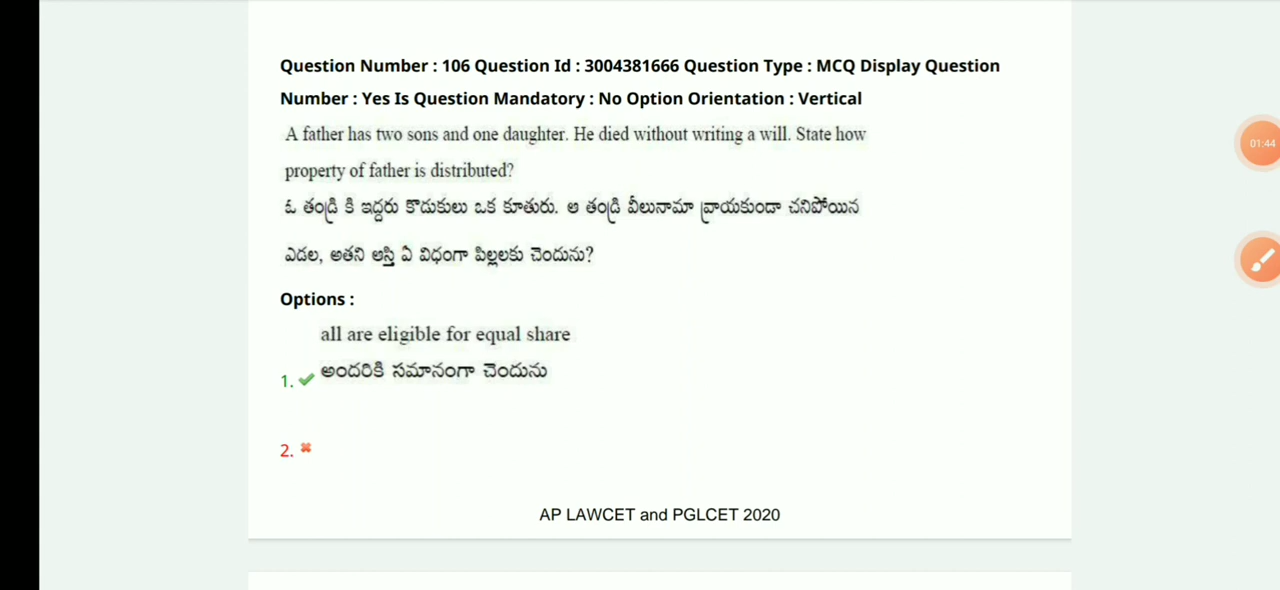 Question Number : 106 Question Id : 3004381666 Question Type : MCQ Display Question
Number : Yes Is Question Mandatory : No Option Orientation : Vertical
A father has two sons and one daughter. He died without writing a will. State how
property of father is distributed?
ఓ తండ్రి కి ఇద్దరు కొడుకులు ఒక కూతురు. ఆ తండ్రి వీలునామా వ్రాయకుండా చనిపోయిన
ఎడల, అతని ఆస్తి ఏ విధంగా పిల్లలకు చెందును?
Options :
all are eligible for equal share
1. అందరికి సమానంగా చెందును
2.
AP LAWCET and PGLCET 2020
01:44